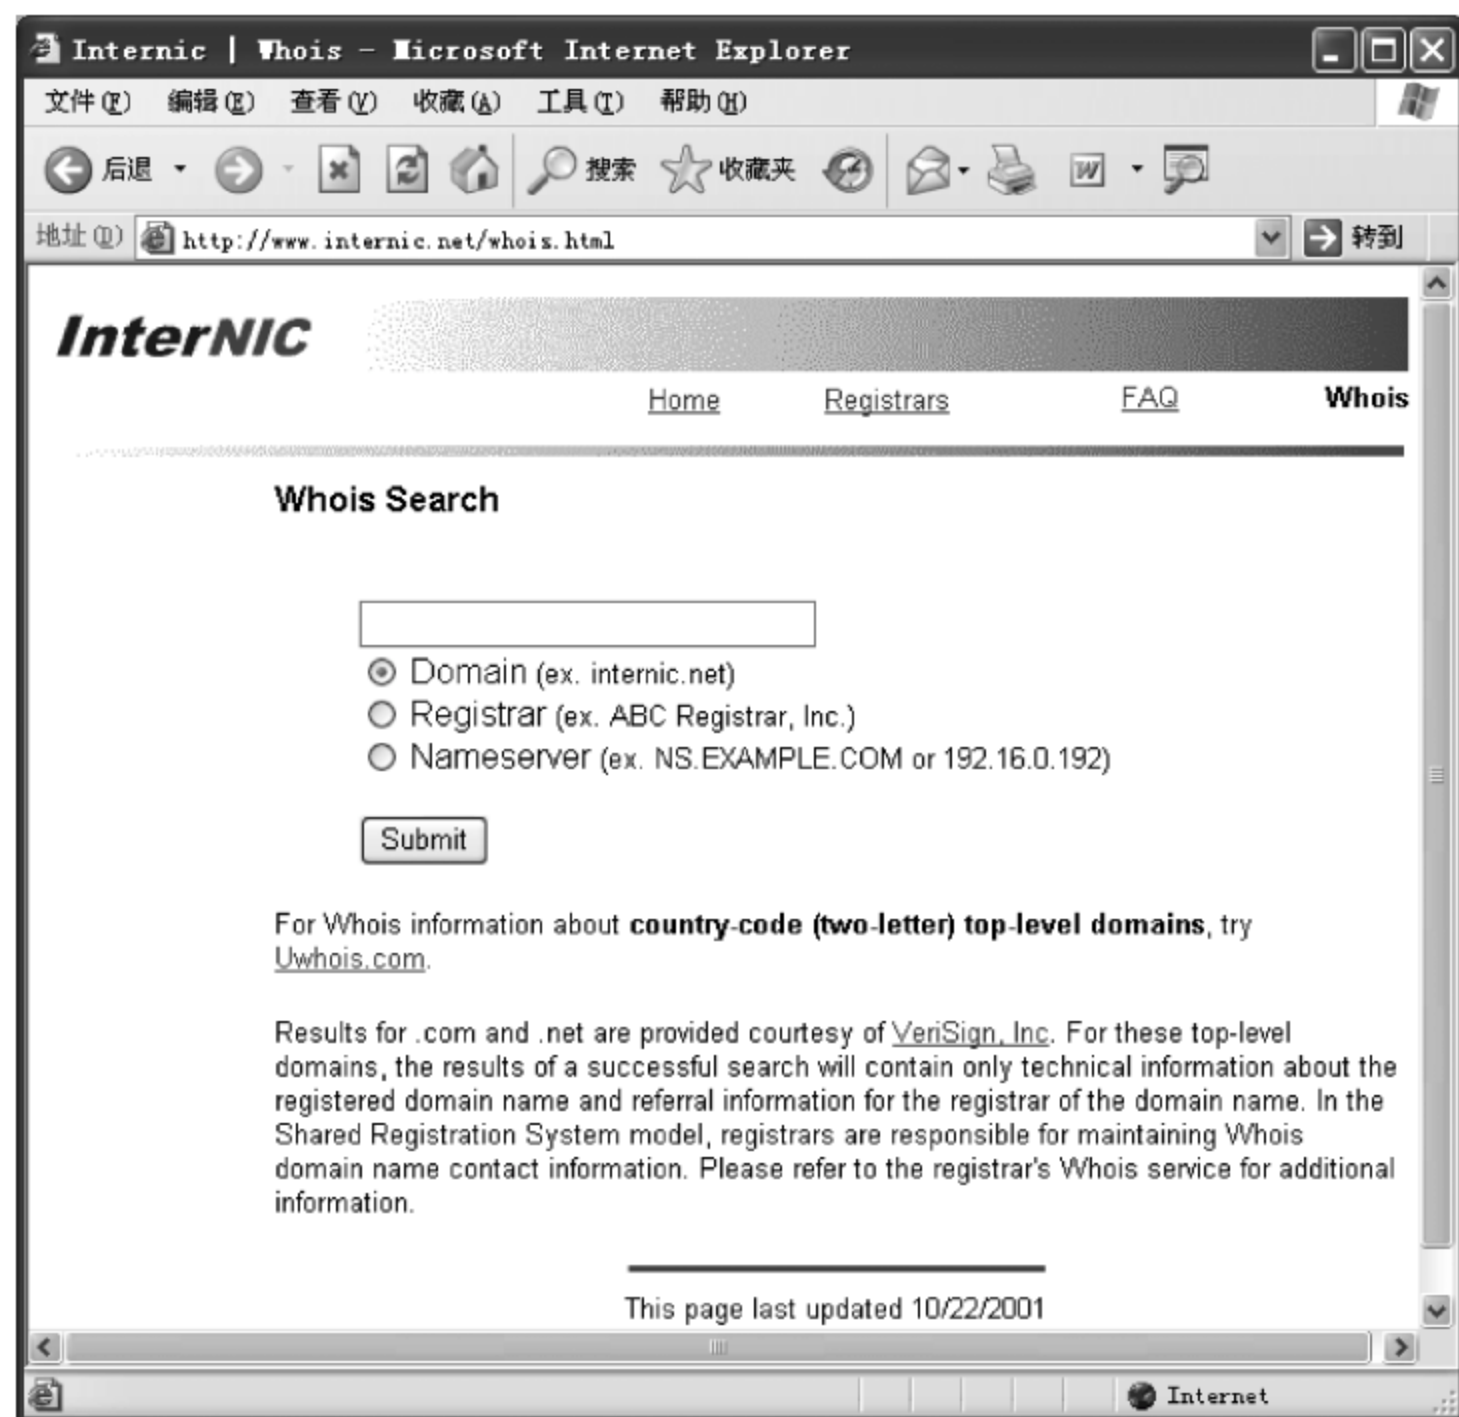 Internic | Whois - Microsoft Internet Explorer
文件(F) 编辑(E) 查看(V) 收藏(A) 工具(T) 帮助(H)
后退 搜索 收藏夹
地址(D) http://www.internic.net/whois.html 转到
InterNIC
Home Registrars FAQ Whois
Whois Search
Domain (ex. internic.net)
Registrar (ex. ABC Registrar, Inc.)
Nameserver (ex. NS.EXAMPLE.COM or 192.16.0.192)
Submit
For Whois information about country-code (two-letter) top-level domains, try
Uwhois.com.
Results for .com and .net are provided courtesy of VeriSign, Inc. For these top-level
domains, the results of a successful search will contain only technical information about the
registered domain name and referral information for the registrar of the domain name. In the
Shared Registration System model, registrars are responsible for maintaining Whois
domain name contact information. Please refer to the registrar's Whois service for additional
information.
This page last updated 10/22/2001
Internet